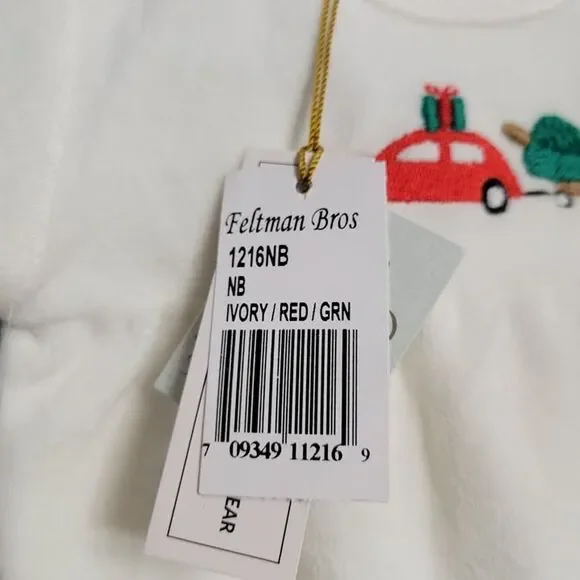 Feltman Bros
1216NB
NB
IVORY / RED / GRN
7 09349 11216 9
EAR